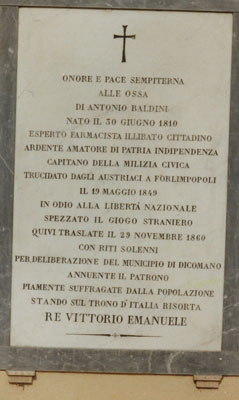 ONORE E PACE SEMPITERNA
ALLE OSSA
DI ANTONIO BALDINI
NATO IL 30 GIUGNO 1810
ESPERTO FARMACISTA ILLIBATO CITTADINO
ARDENTE AMATORE DI PATRIA INDIPENDENZA
CAPITANO DELLA MILIZIA CIVICA
TRUCIDATO DAGLI AUSTRIACI A FORLIMPOPOLI
IL 19 MAGGIO 1849
IN ODIO ALLA LIBERTÁ NAZIONALE
SPEZZATO IL GIOGO STRANIERO
QUIVI TRASLATE IL 29 NOVEMBRE 1860
CON RITI SOLENNI
PER DELIBERAZIONE DEL MUNICIPIO DI DICOMANO
ANNUENTE IL PATRONO
PIAMENTE SUFFRAGATE DALLA POPOLAZIONE
STANDO SUL TRONO D'ITALIA RISORTA
RE VITTORIO EMANUELE